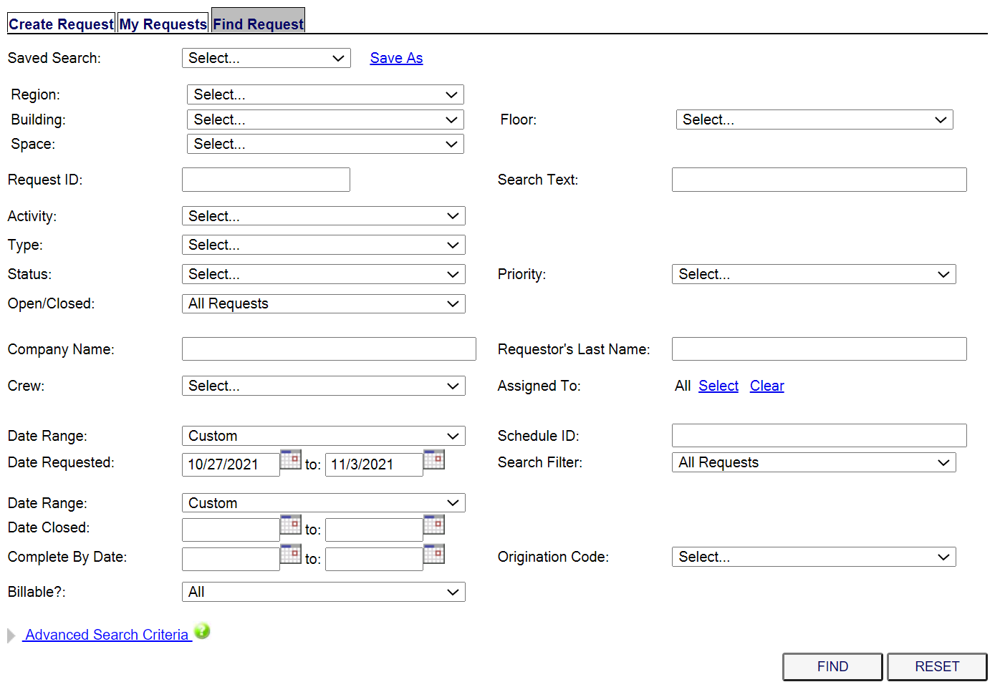 Create Request My Requests Find Request
Saved Search: Select... Save As
Region: Select...
Building: Select... Floor: Select...
Space: Select...
Request ID: Search Text:
Activity: Select...
Type: Select...
Status: Select... Priority: Select...
Open/Closed: All Requests
Company Name: Requestor's Last Name:
Crew: Select... Assigned To: All Select Clear
Date Range: Custom Schedule ID:
Date Requested: 10/27/2021 to: 11/3/2021 Search Filter: All Requests
Date Range: Custom
Date Closed: to:
Complete By Date: to: Origination Code: Select...
Billable?: All
Advanced Search Criteria ?
FIND RESET